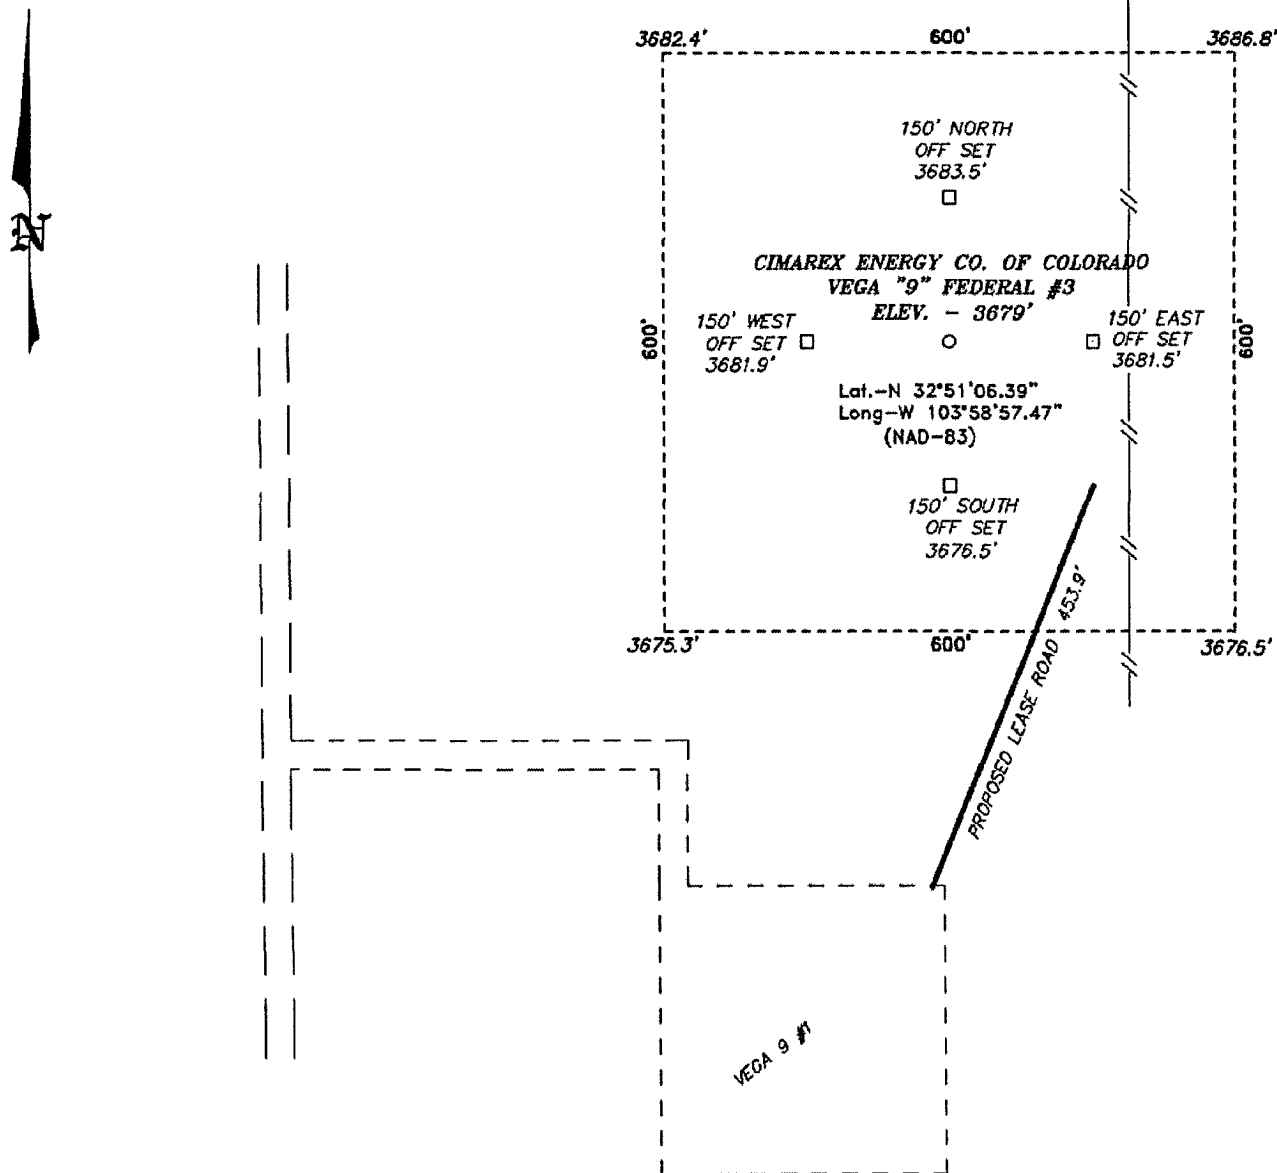 3682.4'
600'
3686.8'
150' NORTH
OFF SET
3683.5'
N
CIMAREX ENERGY CO. OF COLORADO
VEGA "9" FEDERAL #3
ELEV. - 3679'
150' WEST
OFF SET
3681.9'
150' EAST
OFF SET
3681.5'
600'
600'
Lat.-N 32°51'06.39"
Long-W 103°58'57.47"
(NAD-83)
150' SOUTH
OFF SET
3676.5'
3675.3'
600'
3676.5'
PROPOSED LEASE ROAD 453.9'
VEGA 9 #1